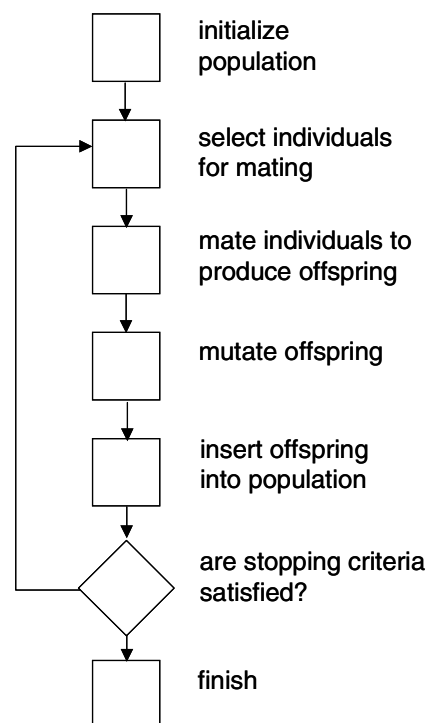 initialize
population
select individuals
for mating
mate individuals to
produce offspring
mutate offspring
insert offspring
into population
are stopping criteria
satisfied?
finish